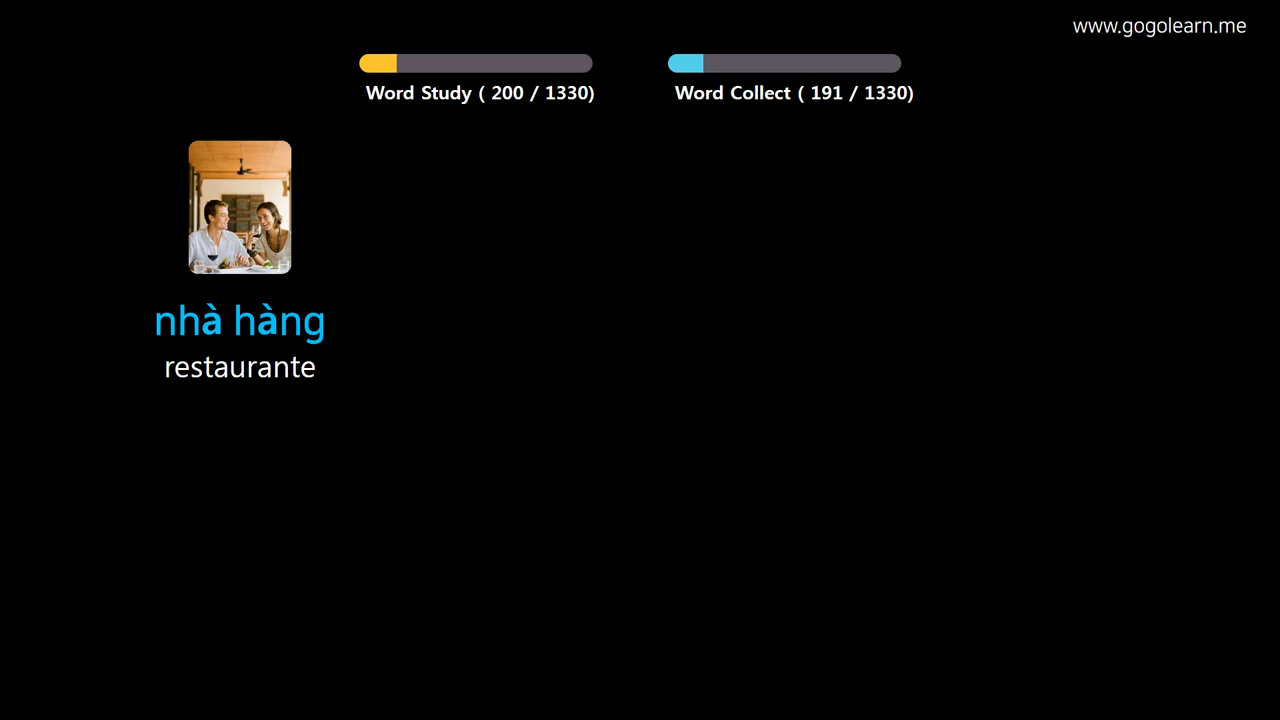 www.gogolearn.me
Word Study ( 200 / 1330)
Word Collect ( 191 / 1330)
nhà hàng
restaurante